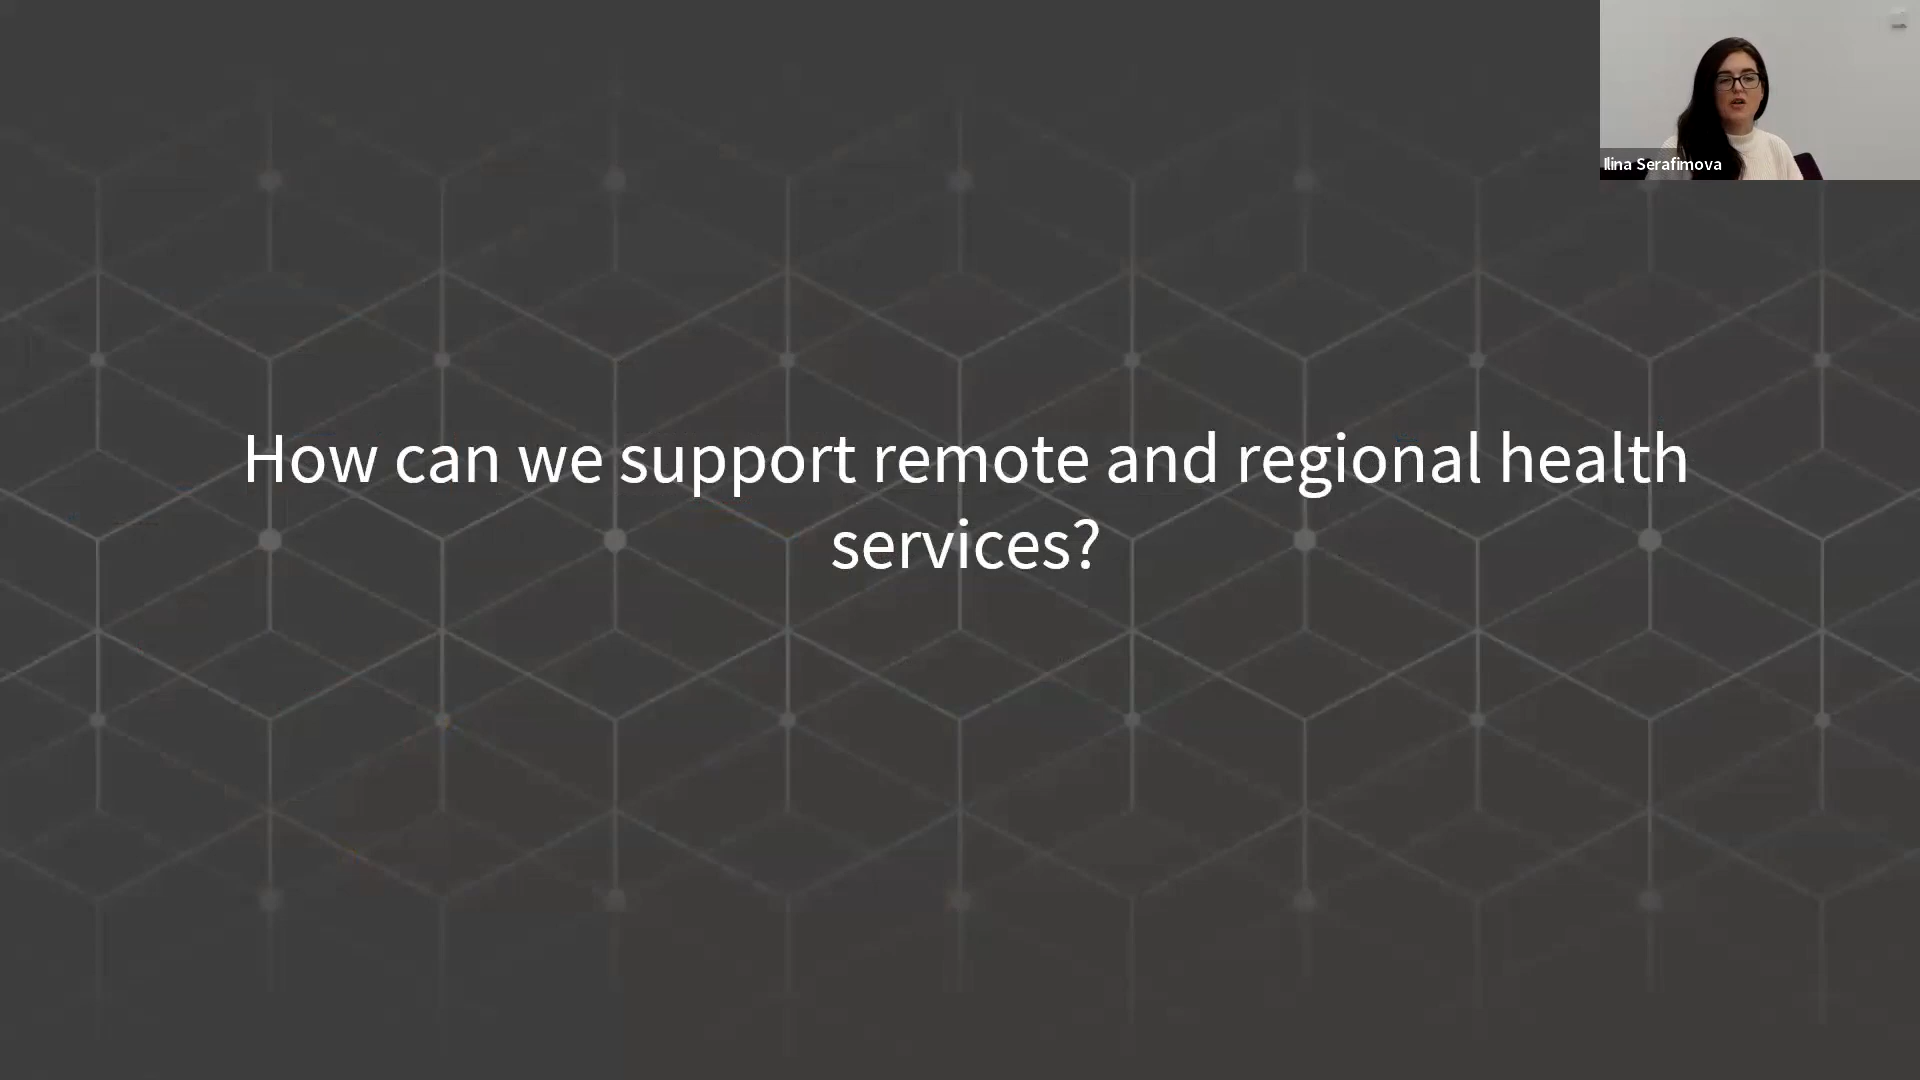 Ilina Serafimova
How can we support remote and regional health
services?